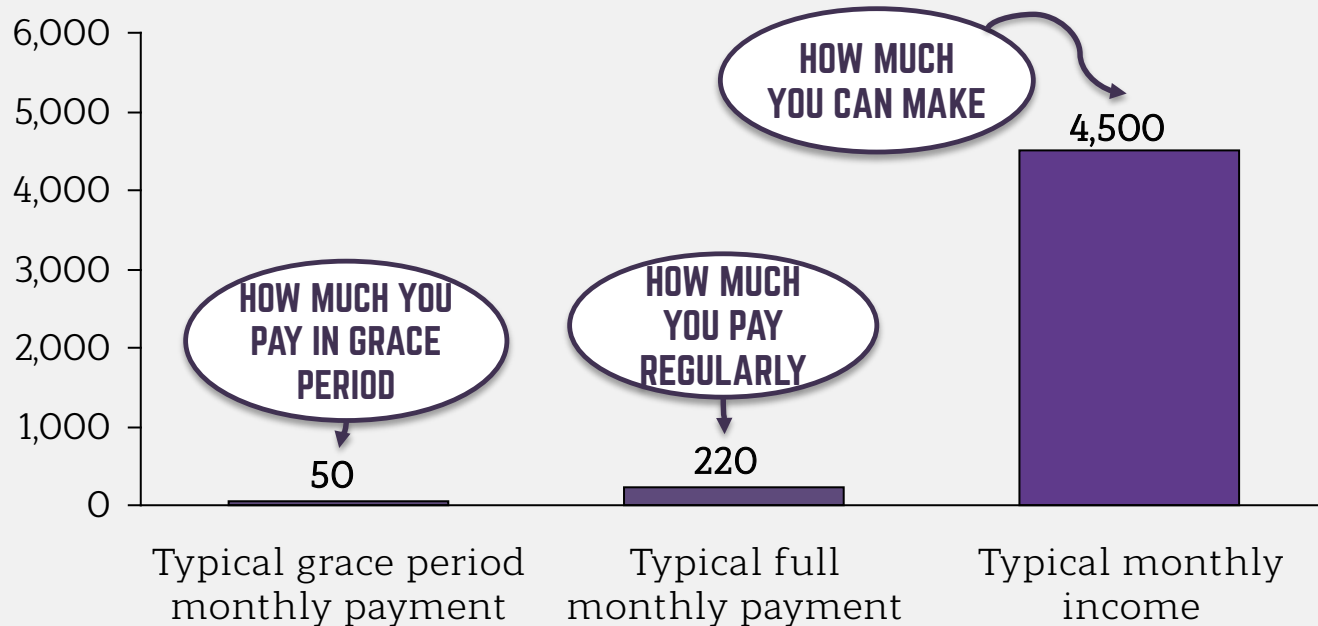 6,000
5,000
4,000
3,000
2,000
1,000
0
HOW MUCH YOU
PAY IN GRACE
PERIOD
50
HOW MUCH
YOU PAY
REGULARLY
220
HOW MUCH
YOU CAN MAKE
4,500
Typical grace period
monthly payment
Typical full
monthly payment
Typical monthly
income